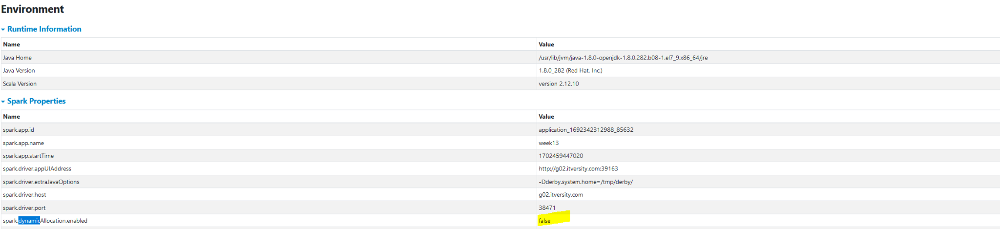 Environment
Runtime Information
Name Value
Java Home /usr/lib/jvm/java-1.8.0-openjdk-1.8.0.282.b08-1.el7_9.x86_64/jre
Java Version 1.8.0_282 (Red Hat, Inc.)
Scala Version version 2.12.10
Spark Properties
Name Value
spark.app.id application_1692342312988_85632
spark.app.name week13
spark.app.startTime 1702459447020
spark.driver.appUIAddress http://g02.itversity.com:39163
spark.driver.extraJavaOptions -Dderby.system.home=/tmp/derby/
spark.driver.host g02.itversity.com
spark.driver.port 38471
spark.dynamicAllocation.enabled false